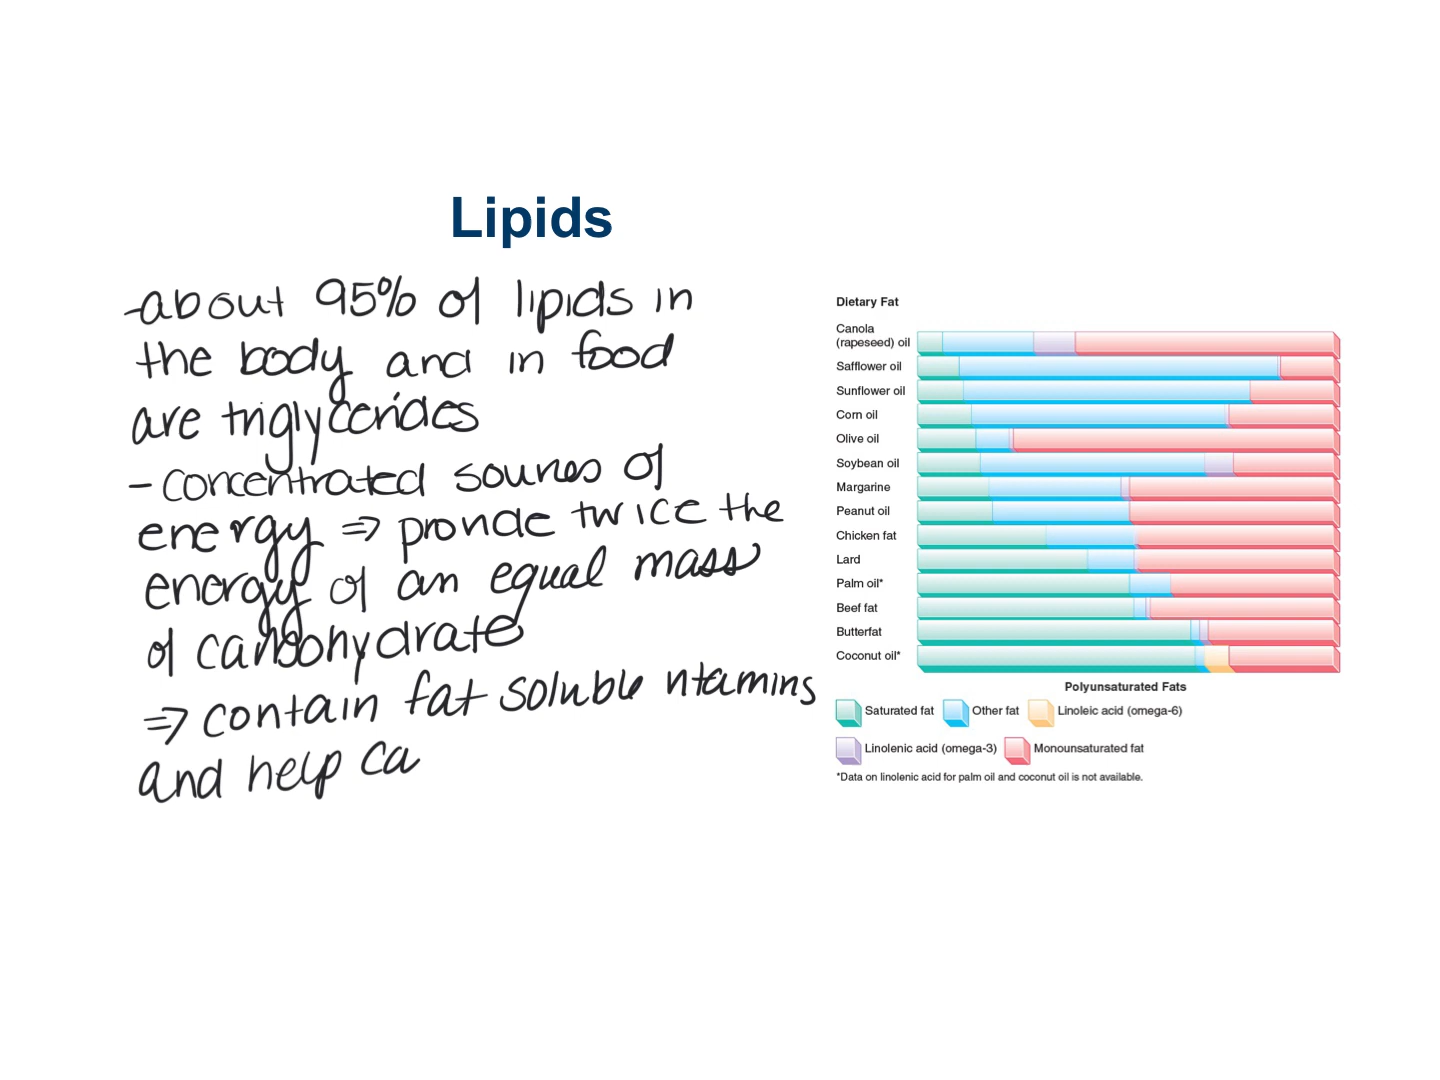 Lipids
-about 95% of lipids in
the body and in food
are triglycerides
- concentrated sources of
energy ⇒ provide twice the
energy of an equal mass
of carbohydrate
⇒ contain fat soluble vitamins
and help ca
Dietary Fat
Canola
(rapeseed) oil
Safflower oil
Sunflower oil
Corn oil
Olive oil
Soybean oil
Margarine
Peanut oil
Chicken fat
Lard
Palm oil*
Beef fat
Butterfat
Coconut oil*
Polyunsaturated Fats
Saturated fat Other fat Linoleic acid (omega-6)
Linolenic acid (omega-3) Monounsaturated fat
*Data on linolenic acid for palm oil and coconut oil is not available.